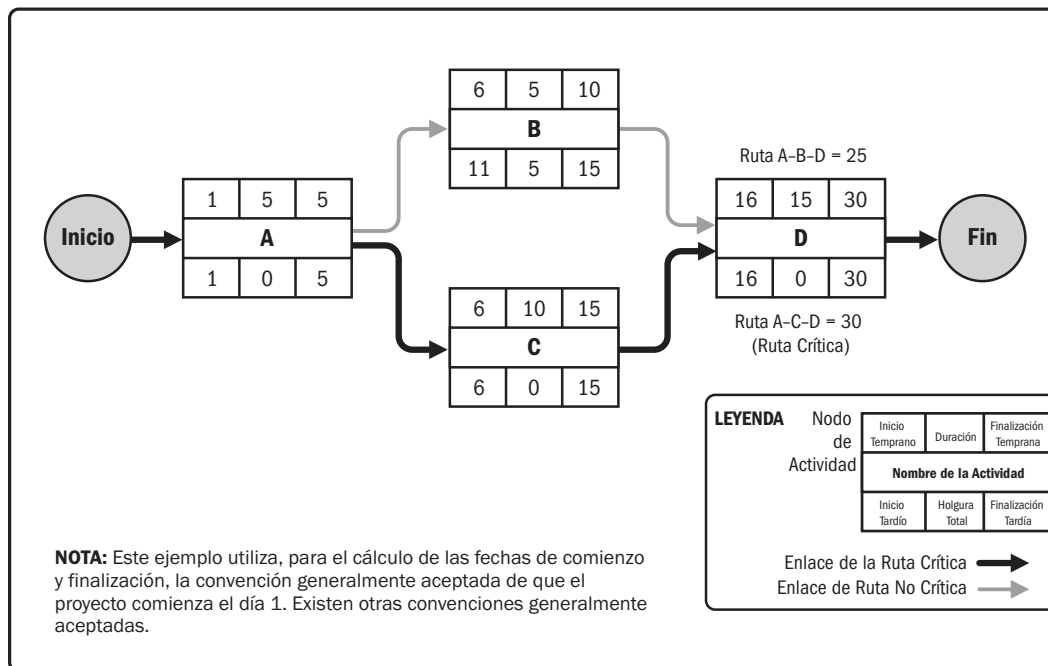 6 5 10
B
11 5 15
Ruta A–B–D = 25
Inicio
1 5 5
A
1 0 5
16 15 30
D
16 0 30
Fin
6 10 15
C
6 0 15
Ruta A–C–D = 30
(Ruta Crítica)
LEYENDA Nodo
de
Actividad
Inicio
Temprano
Duración
Finalización
Temprana
Nombre de la Actividad
Inicio
Tardío
Holgura
Total
Finalización
Tardía
Enlace de la Ruta Crítica
Enlace de Ruta No Crítica
NOTA: Este ejemplo utiliza, para el cálculo de las fechas de comienzo
y finalización, la convención generalmente aceptada de que el
proyecto comienza el día 1. Existen otras convenciones generalmente
aceptadas.